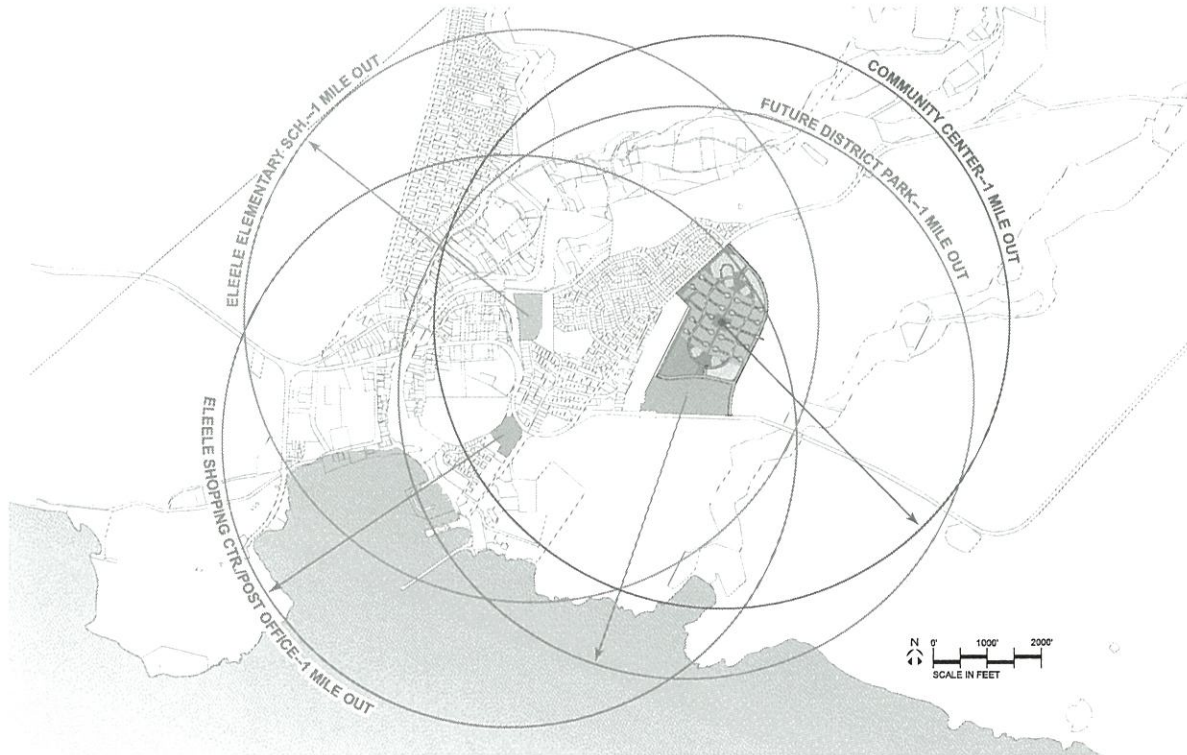 ELEELE ELEMENTARY SCH.--1 MILE OUT
COMMUNITY CENTER--1 MILE OUT
FUTURE DISTRICT PARK--1 MILE OUT
ELEELE SHOPPING CTR./POST OFFICE--1 MILE OUT
N 0' 1000' 2000'
SCALE IN FEET